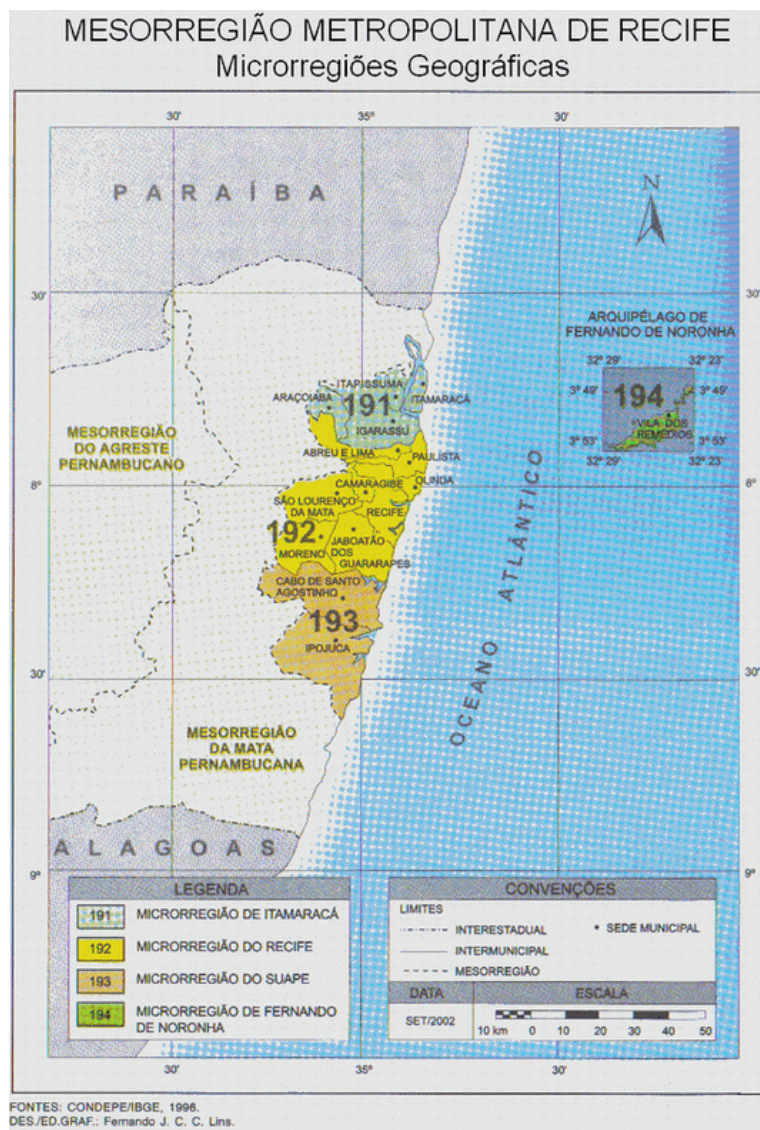 MESORREGIÃO METROPOLITANA DE RECIFE
Microrregiões Geográficas
30'
35º
30'
PARAÍBA
N
30'
30'
ARQUIPÉLAGO DE
FERNANDO DE NORONHA
32º 29'
32º 23'
3º 49'
194
3º 49'
VILA DOS
REMÉDIOS
3º 53'
3º 53'
32º 29'
32º 23'
ITAPISSUMA
ARAÇOIABA
191
ITAMARACÁ
IGARASSU
MESORREGIÃO
DO AGRESTE
PERNAMBUCANO
ABREU E LIMA
PAULISTA
8º
8º
CAMARAGIBE
OLINDA
SÃO LOURENÇO
DA MATA
RECIFE
192
JABOATÃO
DOS
GUARARAPES
MORENO
CABO DE SANTO
AGOSTINHO
193
IPOJUCA
OCEANO ATLÂNTICO
30'
30'
MESORREGIÃO
DA MATA
PERNAMBUCANA
ALAGOAS
9º
9º
LEGENDA
191 MICRORREGIÃO DE ITAMARACÁ
192 MICRORREGIÃO DO RECIFE
193 MICRORREGIÃO DO SUAPE
194 MICRORREGIÃO DE FERNANDO
DE NORONHA
CONVENÇÕES
LIMITES
INTERESTADUAL
SEDE MUNICIPAL
INTERMUNICIPAL
MESORREGIÃO
DATA
ESCALA
SET/2002
10 km 0 10 20 30 40 50
30'
35º
30'
FONTES: CONDEPE/IBGE, 1996.
DES./ED.GRAF.: Fernando J. C. C. Lins.